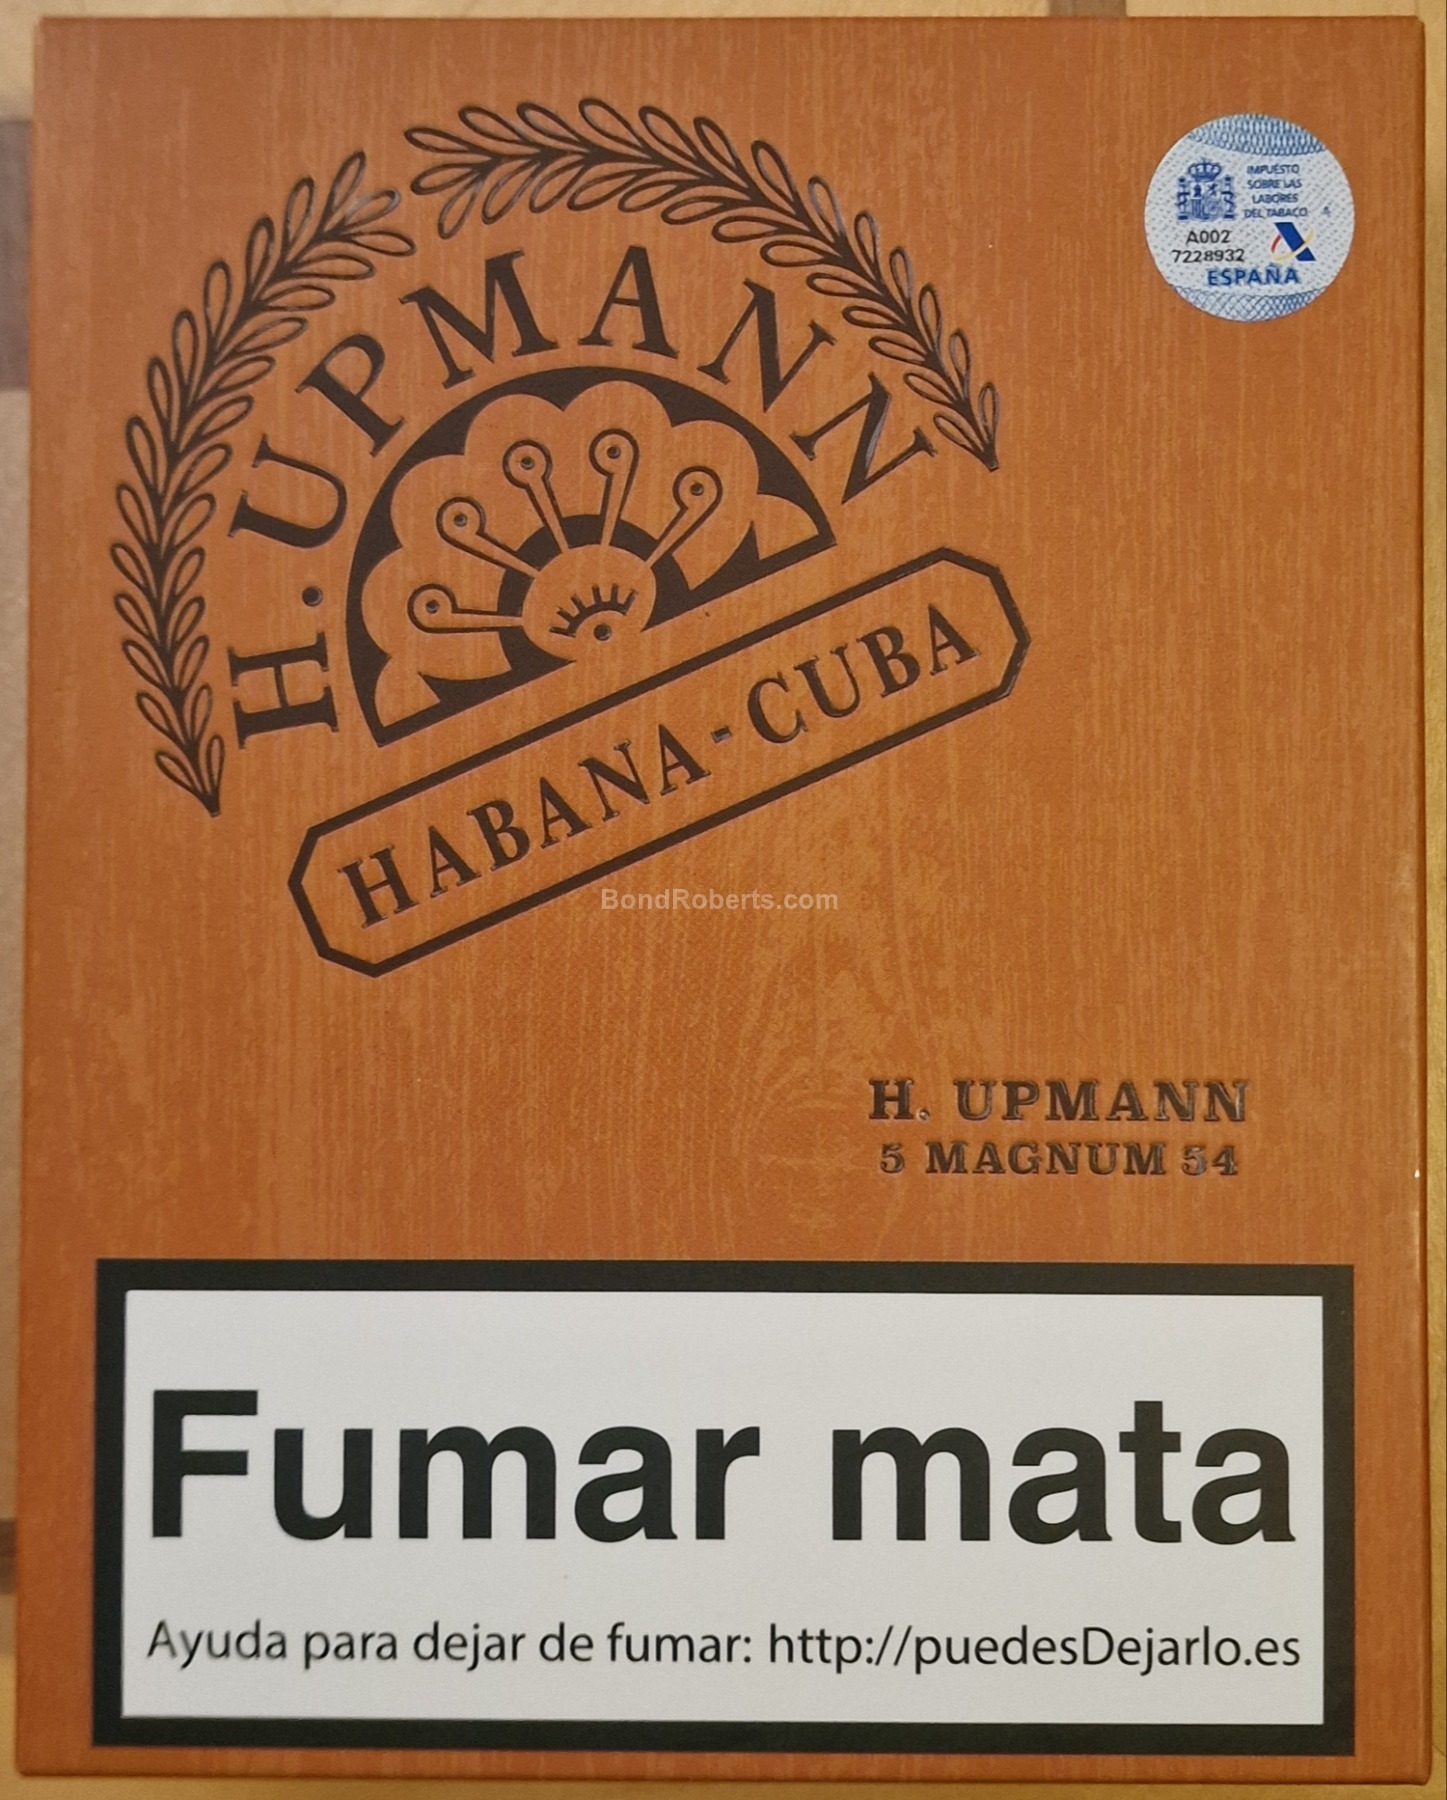 H. UPMANN
HABANA-CUBA
IMPUESTO
SOBRE LAS
LABORES
DEL TABACO
A002
7228932
ESPAÑA
BondRoberts.com
H. UPMANN
5 MAGNUM 54
Fumar mata
Ayuda para dejar de fumar: http://puedesDejarlo.es